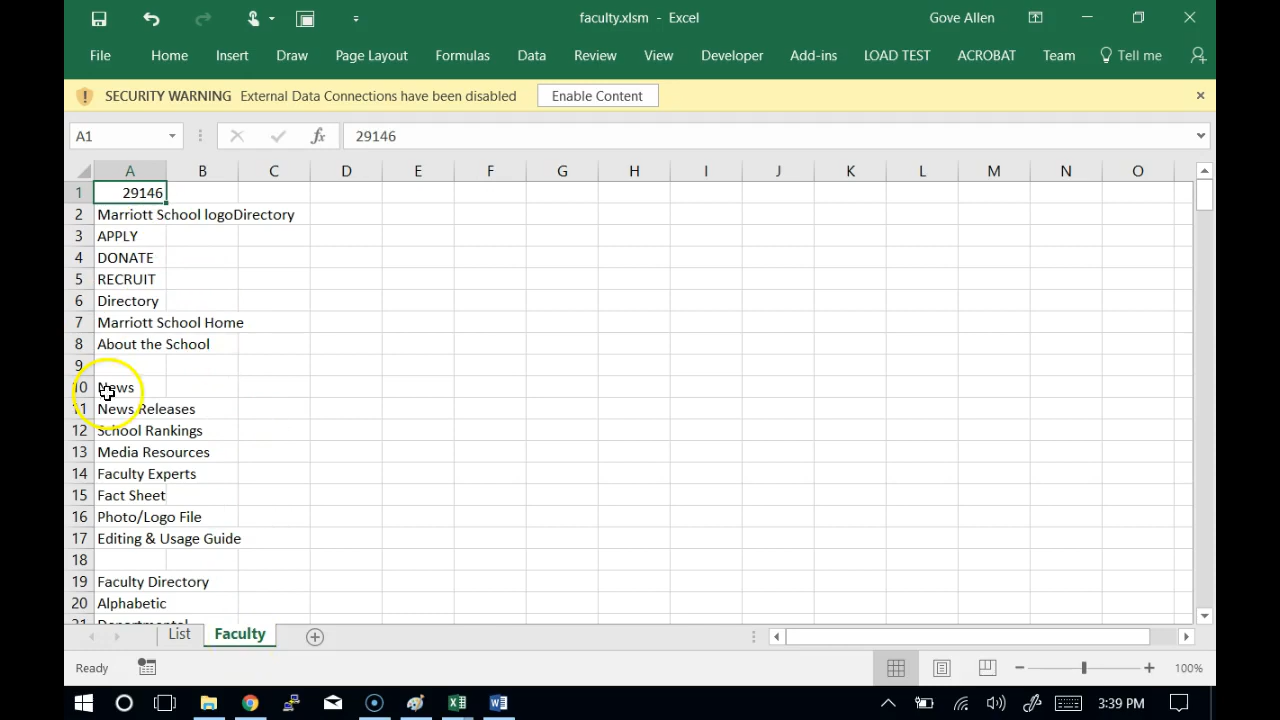 faculty.xlsm - Excel
Gove Allen
File Home Insert Draw Page Layout Formulas Data Review View Developer Add-ins LOAD TEST ACROBAT Team Tell me
SECURITY WARNING External Data Connections have been disabled Enable Content
A1 fx 29146
A B C D E F G H I J K L M N O
1 29146
2 Marriott School logoDirectory
3 APPLY
4 DONATE
5 RECRUIT
6 Directory
7 Marriott School Home
8 About the School
9
10 News
11 News Releases
12 School Rankings
13 Media Resources
14 Faculty Experts
15 Fact Sheet
16 Photo/Logo File
17 Editing & Usage Guide
18
19 Faculty Directory
20 Alphabetic
21 Departmental
List Faculty
Ready 100%
3:39 PM